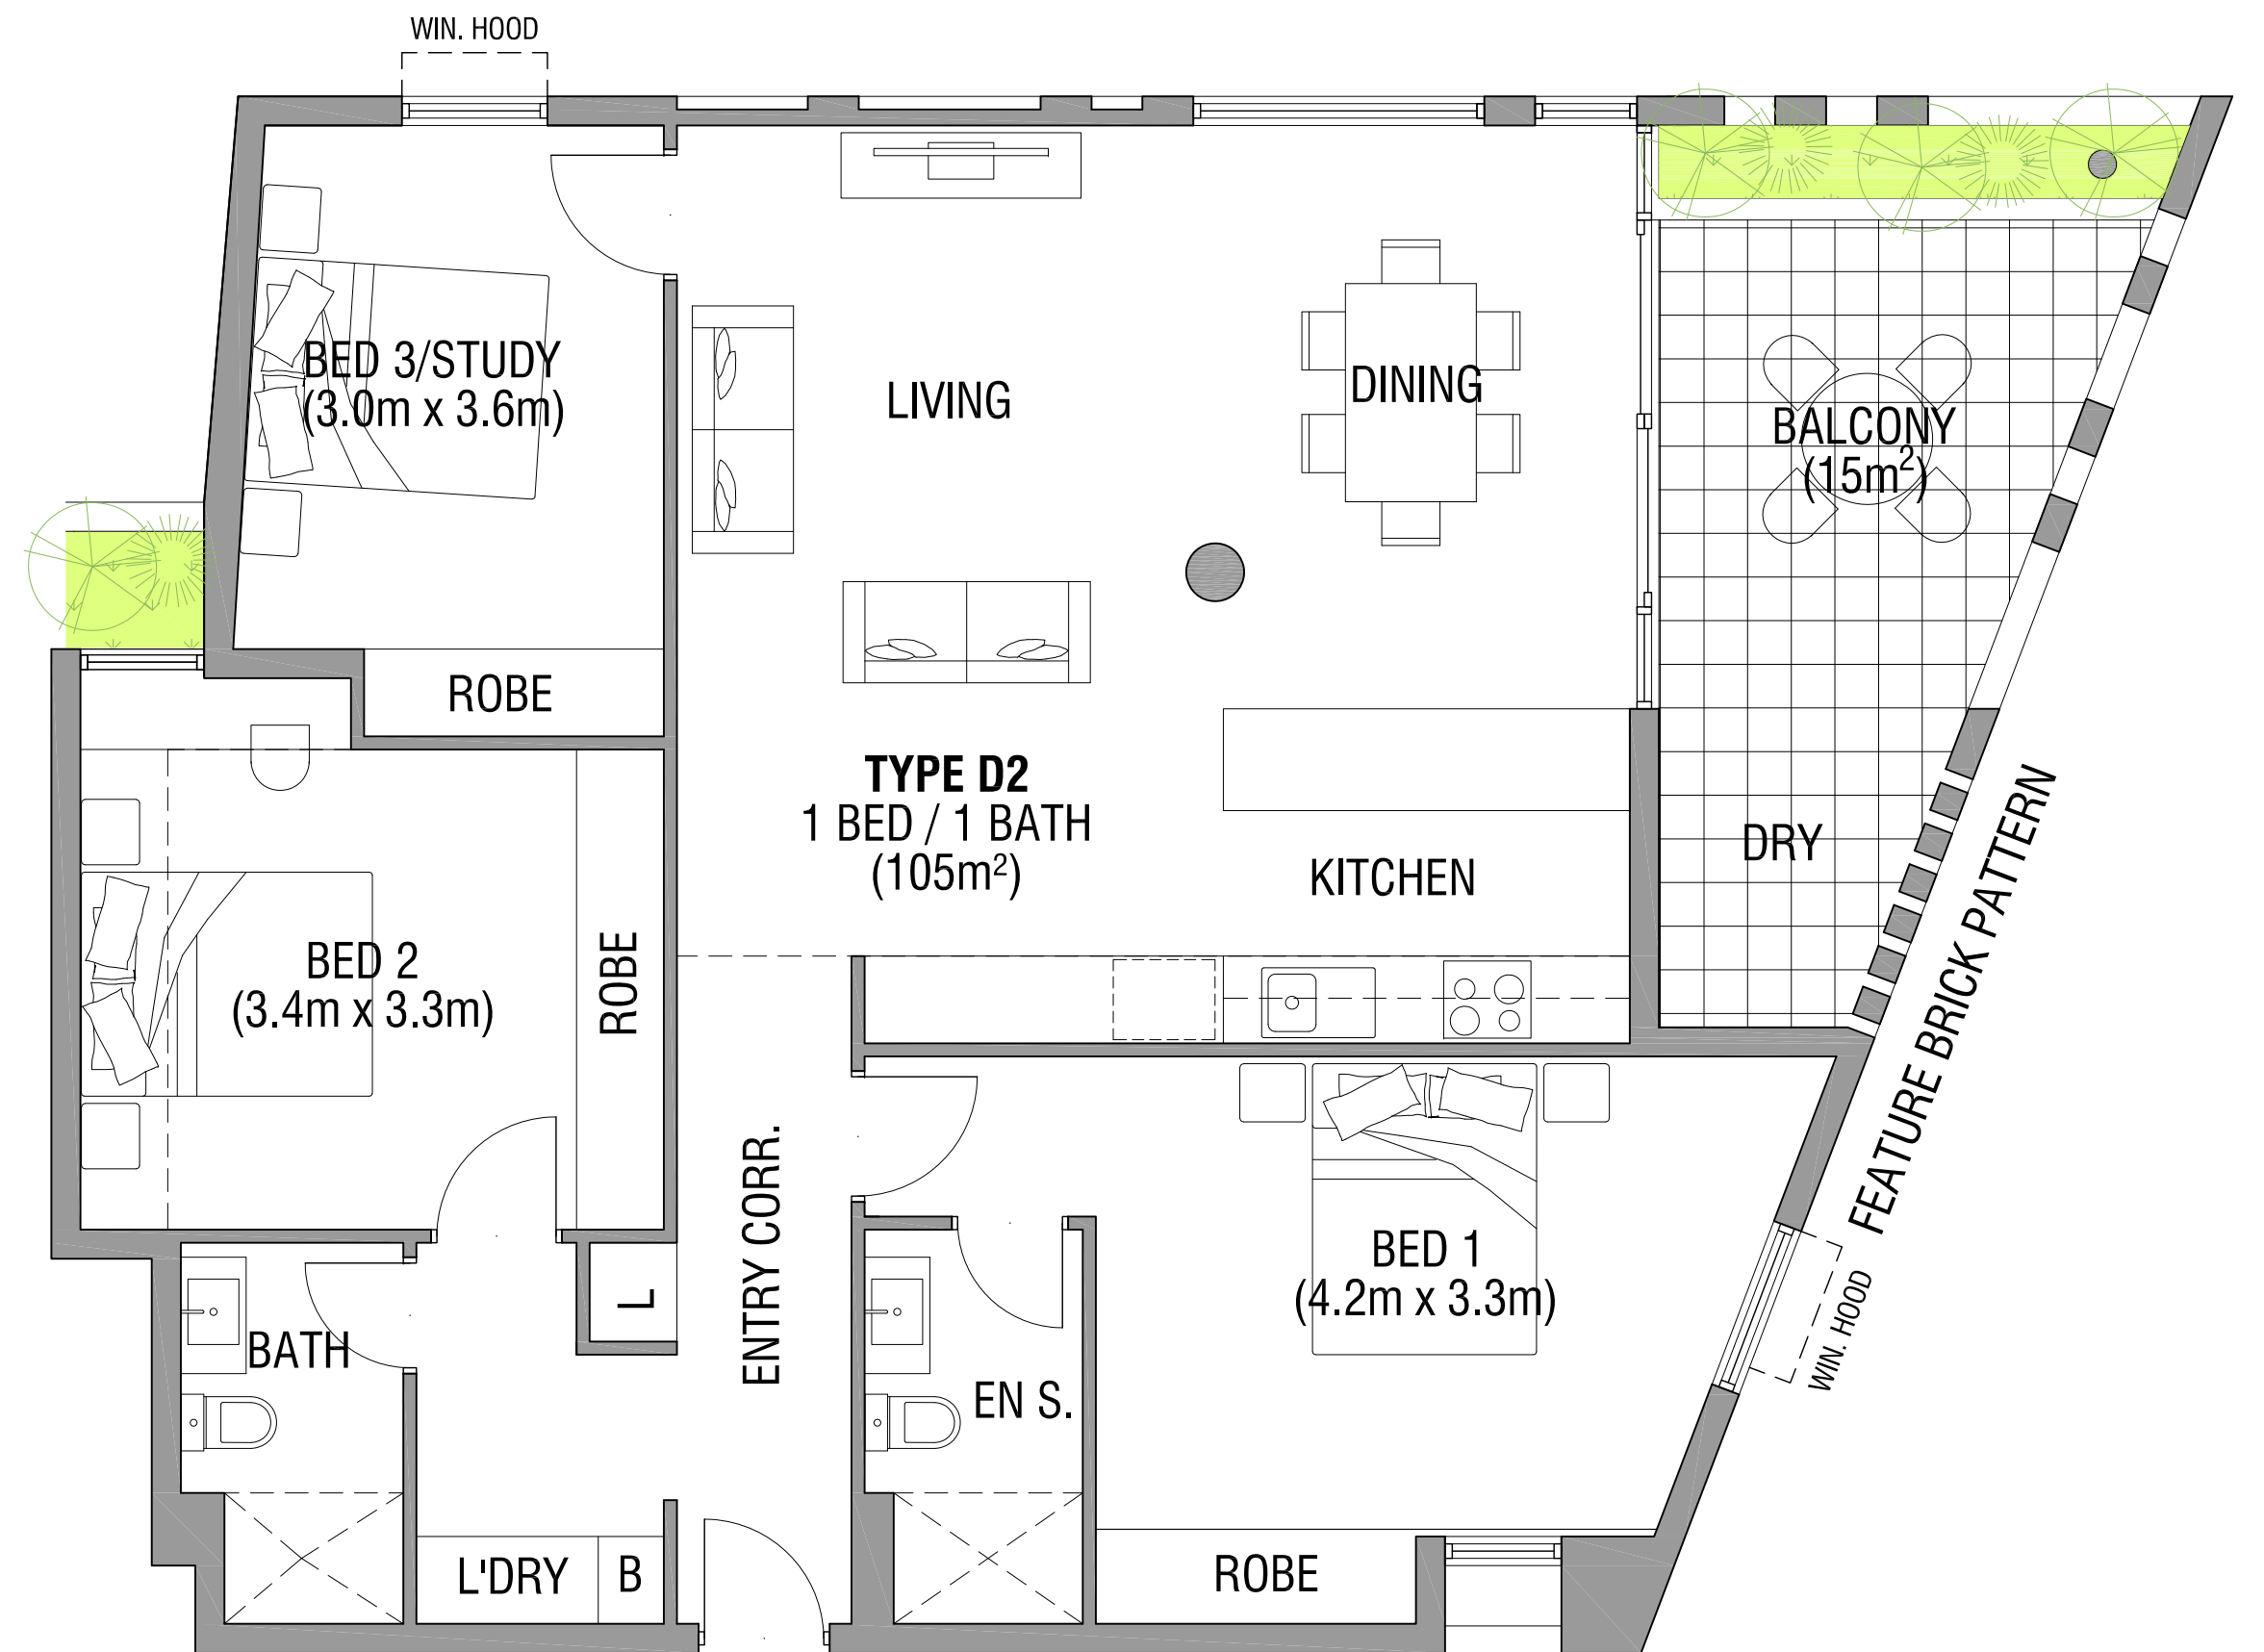 WIN. HOOD
BED 3/STUDY
(3.0m x 3.6m)
LIVING
DINING
BALCONY
(15m²)
ROBE
TYPE D2
1 BED / 1 BATH
(105m²)
KITCHEN
DRY
FEATURE BRICK PATTERN
BED 2
(3.4m x 3.3m)
ROBE
ENTRY CORR.
BED 1
(4.2m x 3.3m)
WIN. HOOD
L
BATH
EN S.
L'DRY
B
ROBE